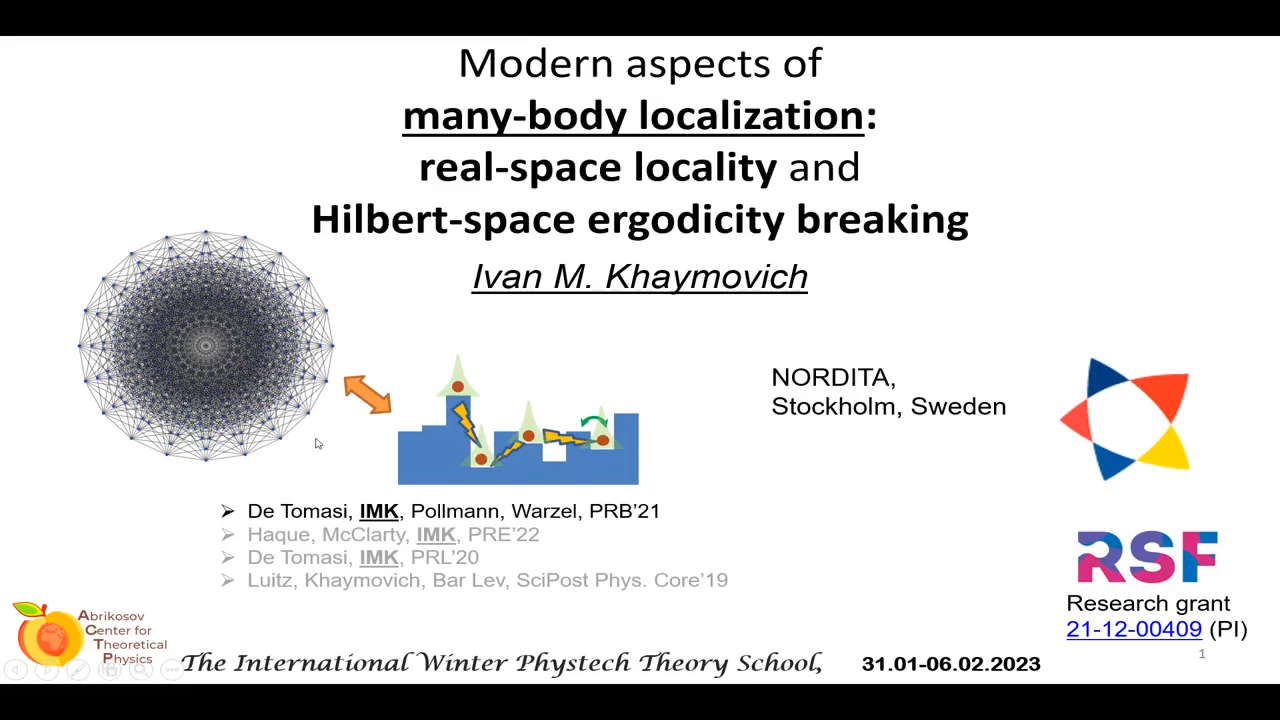 Modern aspects of
many-body localization:
real-space locality and
Hilbert-space ergodicity breaking
Ivan M. Khaymovich
NORDITA,
Stockholm, Sweden
➢ De Tomasi, IMK, Pollmann, Warzel, PRB’21
➢ Haque, McClarty, IMK, PRE’22
➢ De Tomasi, IMK, PRL’20
➢ Luitz, Khaymovich, Bar Lev, SciPost Phys. Core’19
RSF
Research grant
21-12-00409 (PI)
Abrikosov
Center for
Theoretical
Physics
The International Winter Phystech Theory School, 31.01-06.02.2023
1